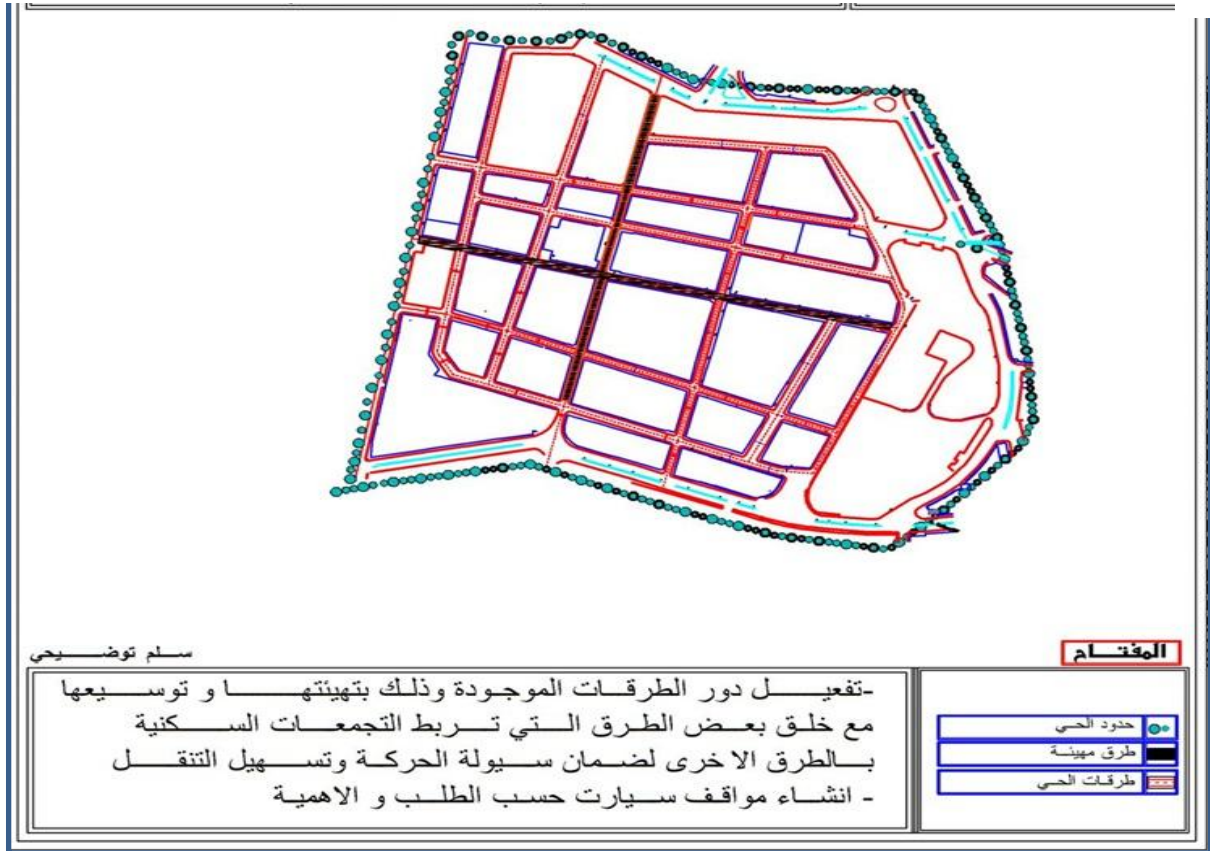 المفتاح
سلم توضيحي
حدود الحي
طرق مهيئة
طرقات الحي
-تفعيل دور الطرقات الموجودة وذلك بتهيئتها و توسيعها
مع خلق بعض الطرق التي تربط التجمعات السكنية
بالطرق الاخرى لضمان سيولة الحركة وتسهيل التنقل
- انشاء مواقف سيارت حسب الطلب و الاهمية